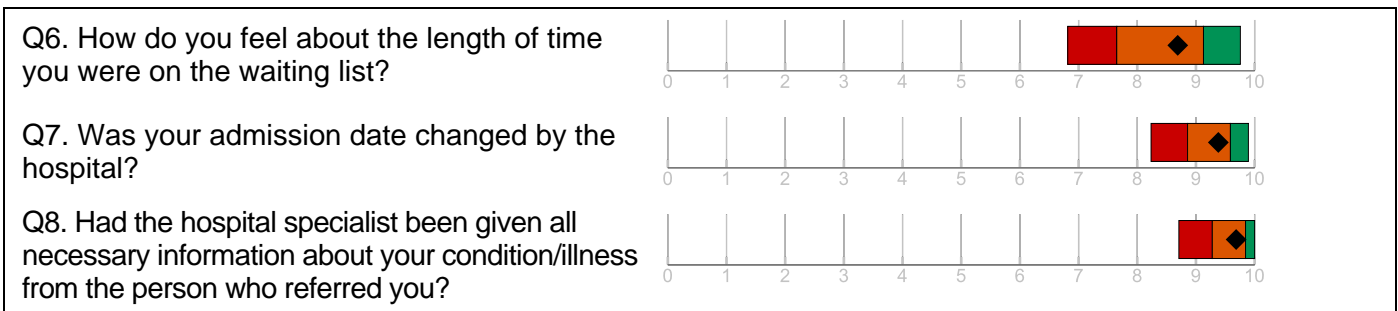 Q6. How do you feel about the length of time
you were on the waiting list?
0 1 2 3 4 5 6 7 8 9 10
Q7. Was your admission date changed by the
hospital?
0 1 2 3 4 5 6 7 8 9 10
Q8. Had the hospital specialist been given all
necessary information about your condition/illness
from the person who referred you?
0 1 2 3 4 5 6 7 8 9 10